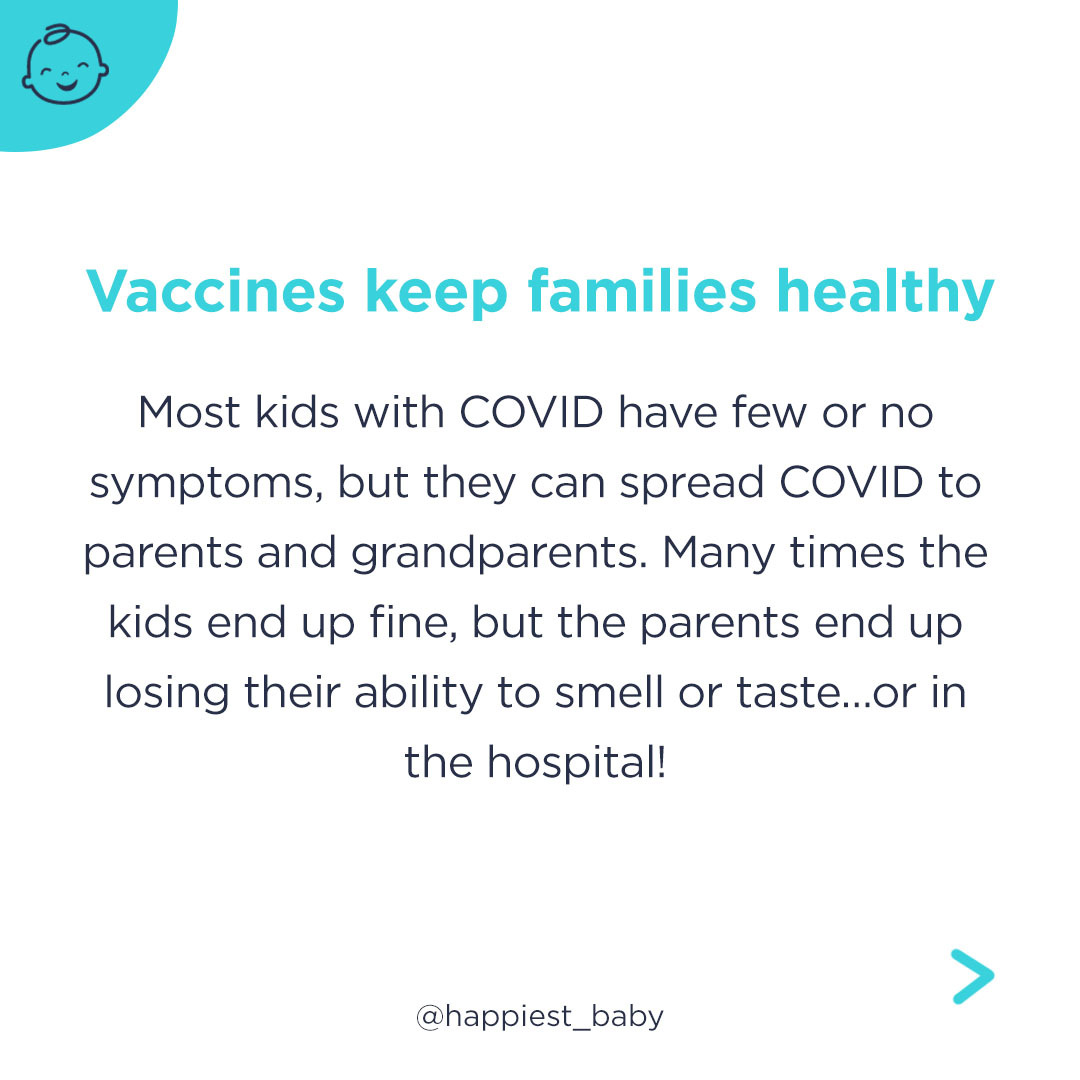 Vaccines keep families healthy
Most kids with COVID have few or no
symptoms, but they can spread COVID to
parents and grandparents. Many times the
kids end up fine, but the parents end up
losing their ability to smell or taste...or in
the hospital!
@happiest_baby